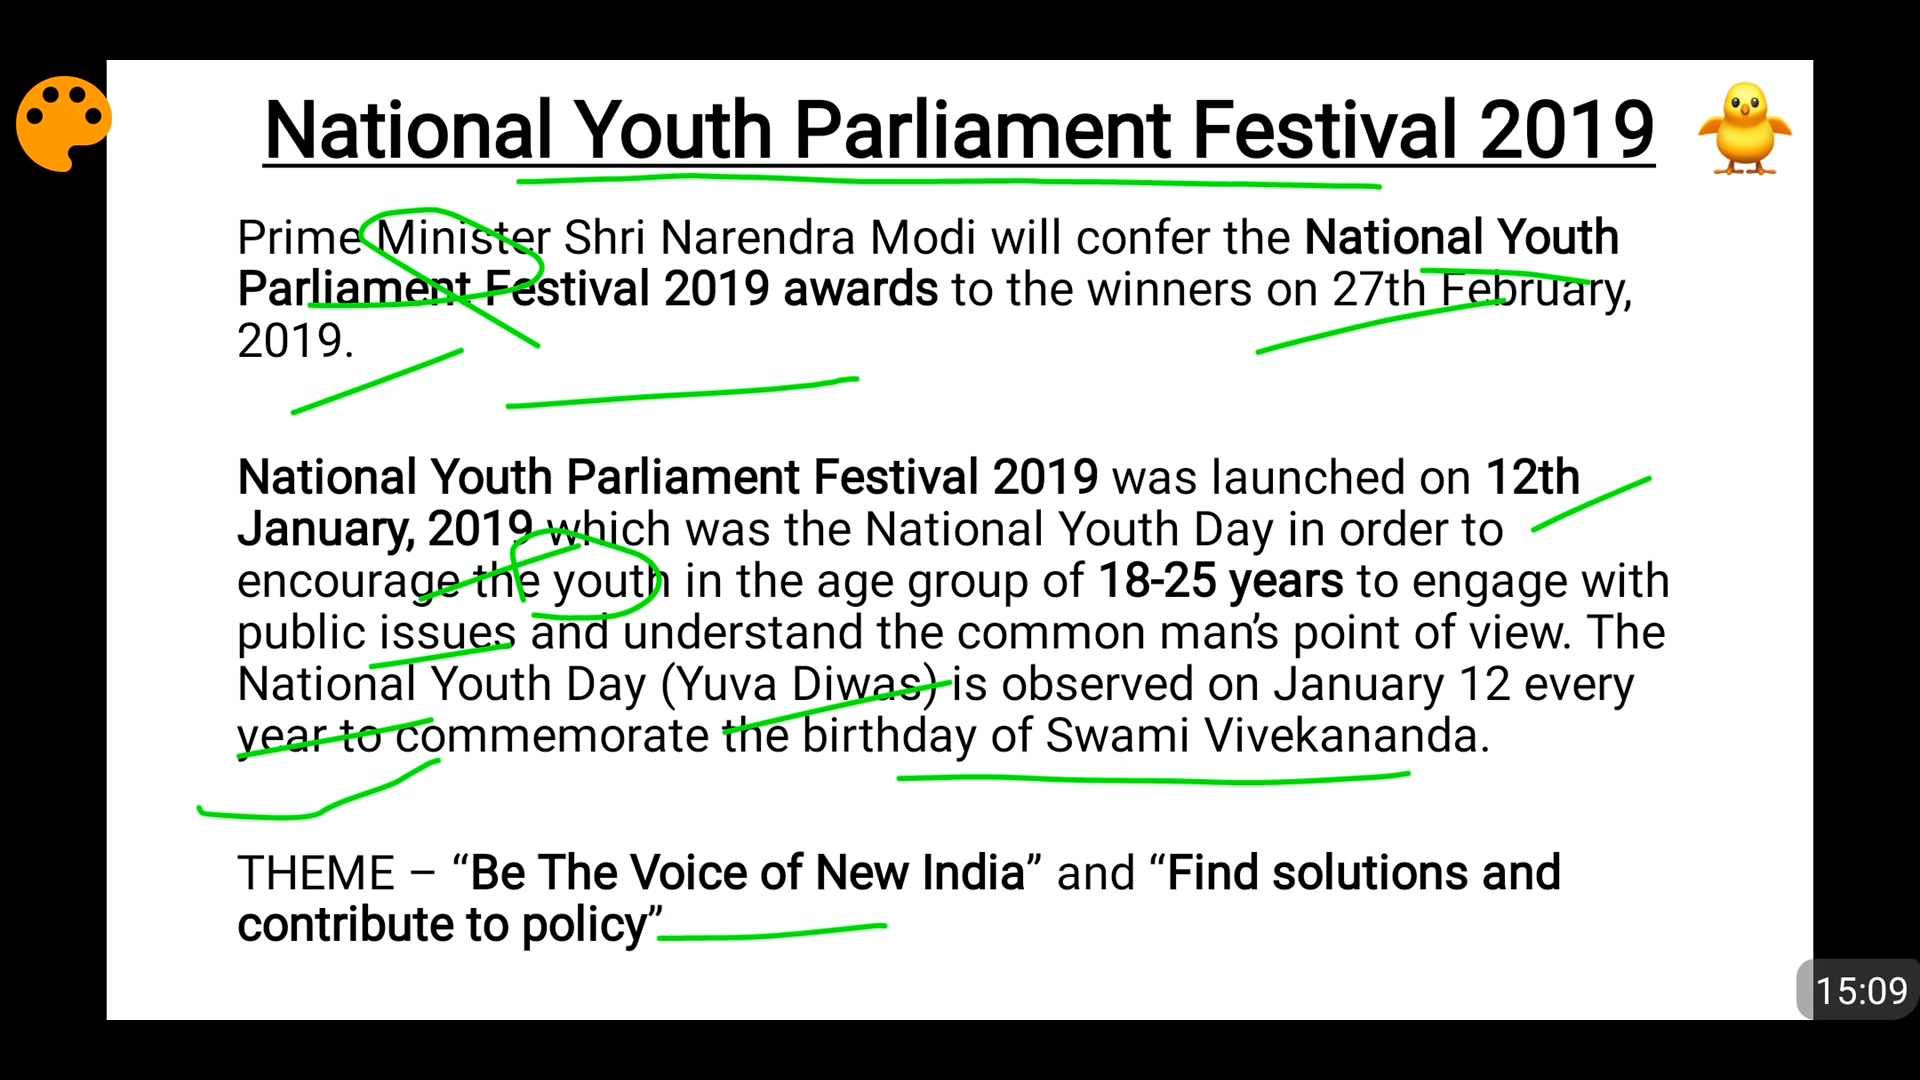 National Youth Parliament Festival 2019
Prime Minister Shri Narendra Modi will confer the National Youth
Parliament Festival 2019 awards to the winners on 27th February,
2019.
National Youth Parliament Festival 2019 was launched on 12th
January, 2019 which was the National Youth Day in order to
encourage the youth in the age group of 18-25 years to engage with
public issues and understand the common man’s point of view. The
National Youth Day (Yuva Diwas) is observed on January 12 every
year to commemorate the birthday of Swami Vivekananda.
THEME – “Be The Voice of New India” and “Find solutions and
contribute to policy”
15:09